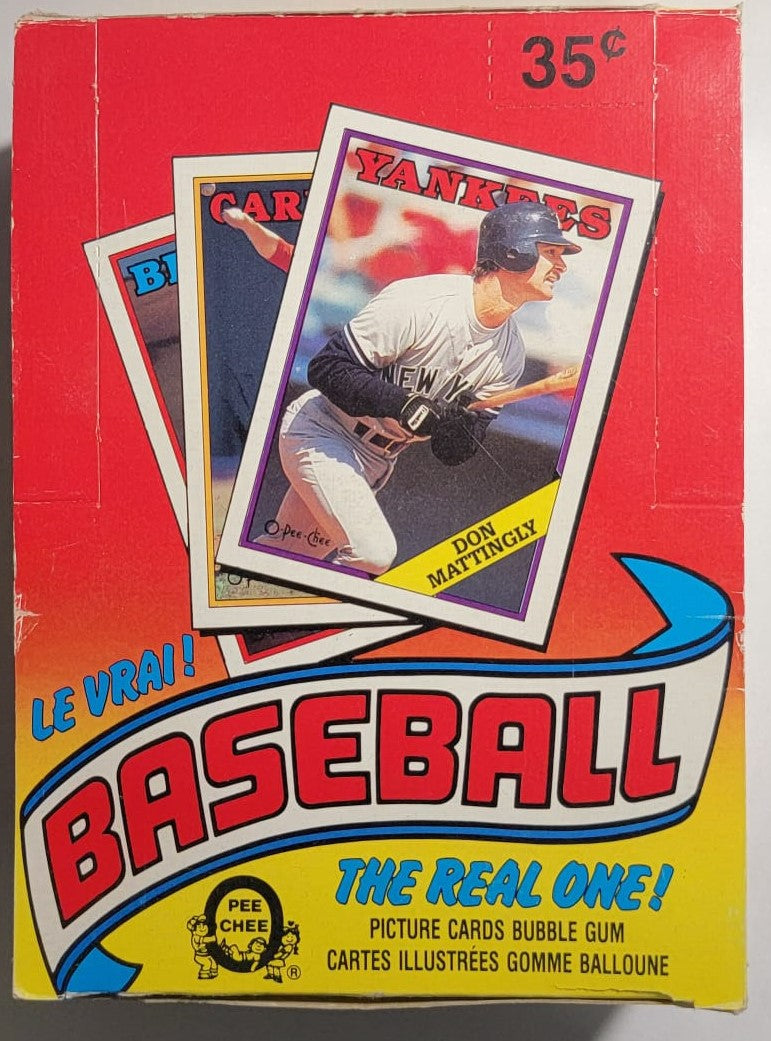 35¢
YANKEES
CAR
B
NEW Y
O-Pee-Chee
DON
MATTINGLY
LE VRAI!
BASEBALL
THE REAL ONE!
PEE
CHEE
®
PICTURE CARDS BUBBLE GUM
CARTES ILLUSTRÉES GOMME BALLOUNE